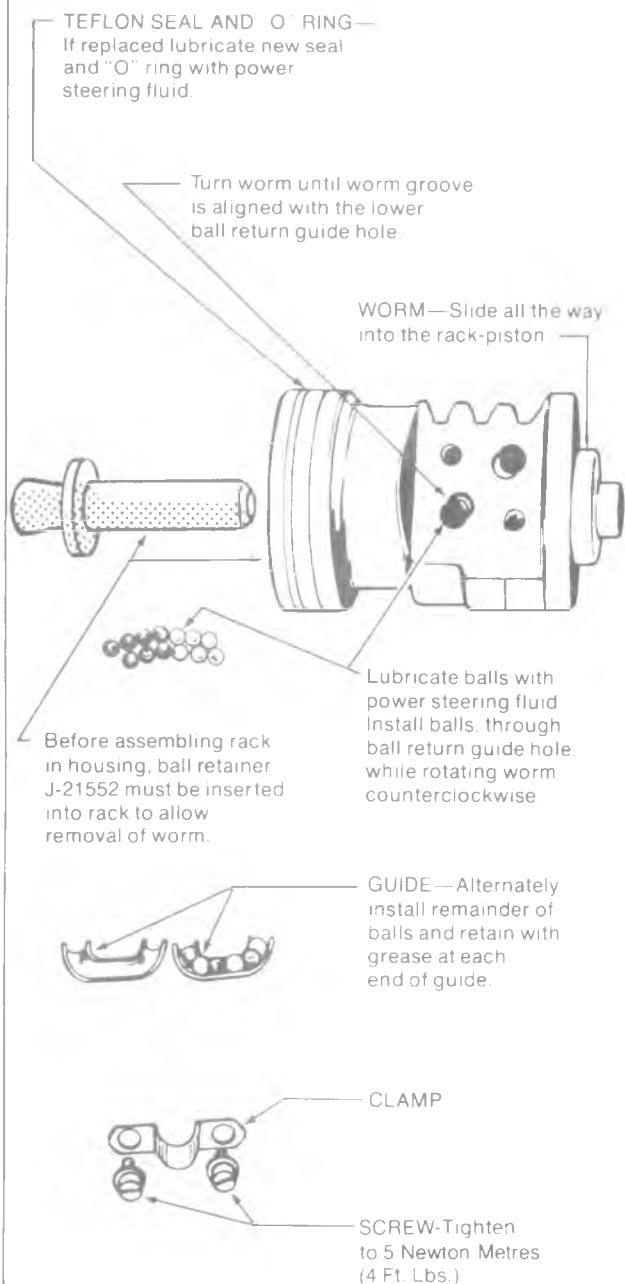 TEFLON SEAL AND O' RING—
If replaced lubricate new seal
and "O" ring with power
steering fluid.
Turn worm until worm groove
is aligned with the lower
ball return guide hole.
WORM—Slide all the way
into the rack-piston
Lubricate balls with
power steering fluid
Install balls, through
ball return guide hole
while rotating worm
counterclockwise
Before assembling rack
in housing, ball retainer
J-21552 must be inserted
into rack to allow
removal of worm.
GUIDE—Alternately
install remainder of
balls and retain with
grease at each
end of guide.
CLAMP
SCREW-Tighten
to 5 Newton Metres
(4 Ft. Lbs.)